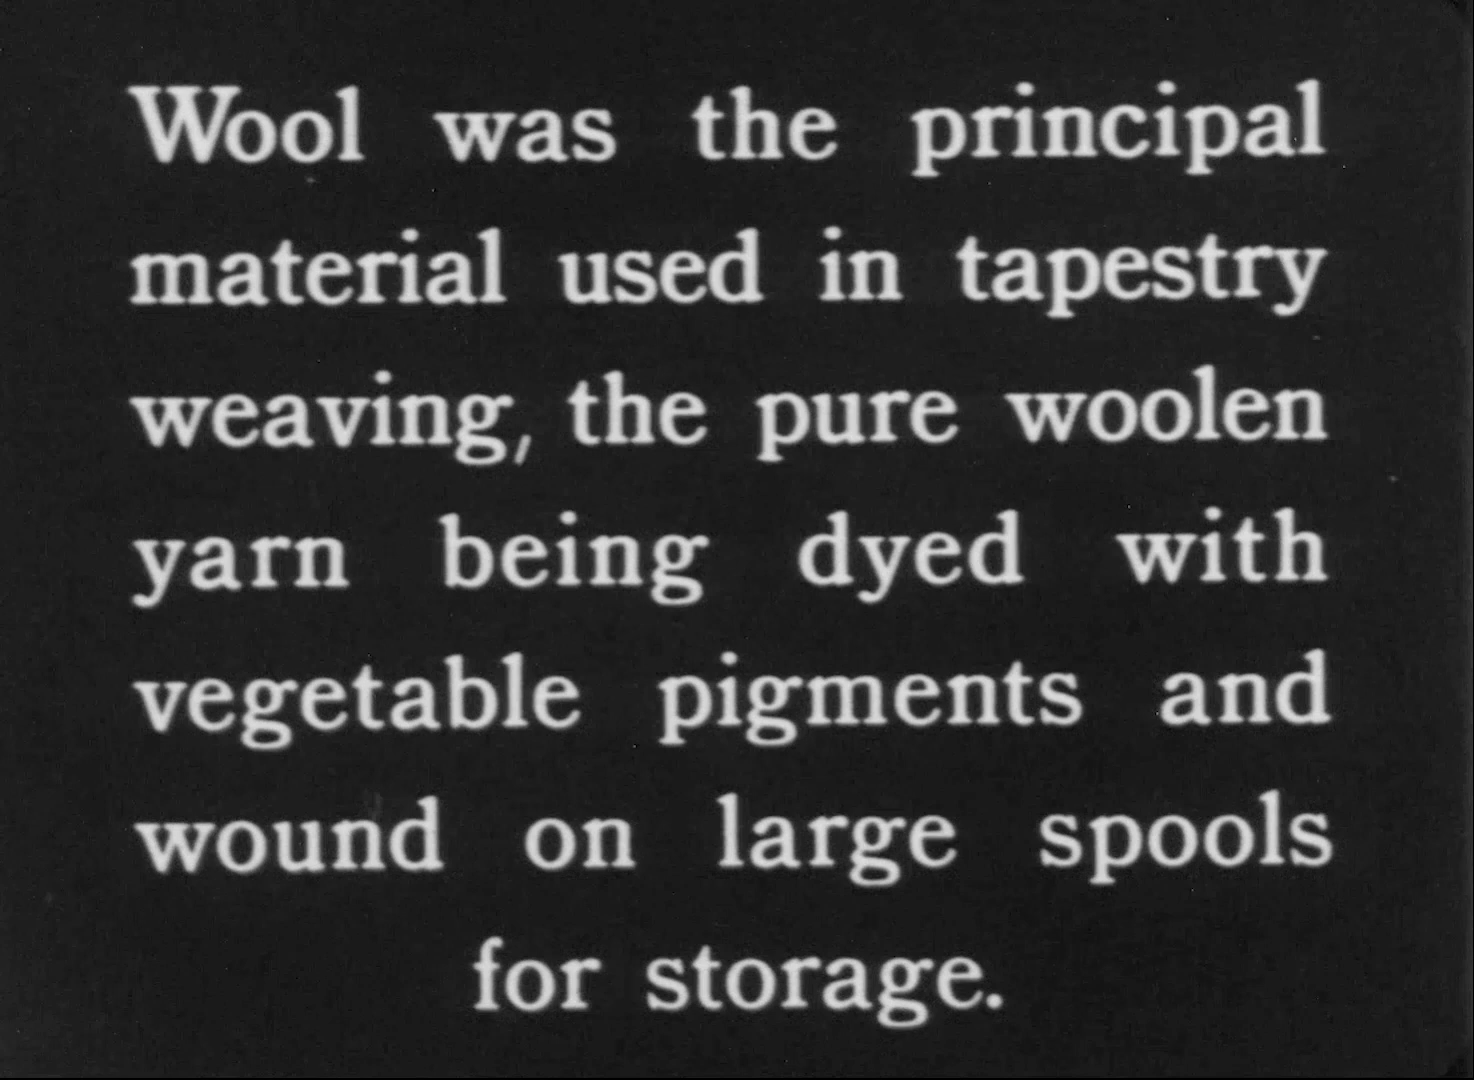 Wool was the principal
material used in tapestry
weaving, the pure woolen
yarn being dyed with
vegetable pigments and
wound on large spools
for storage.